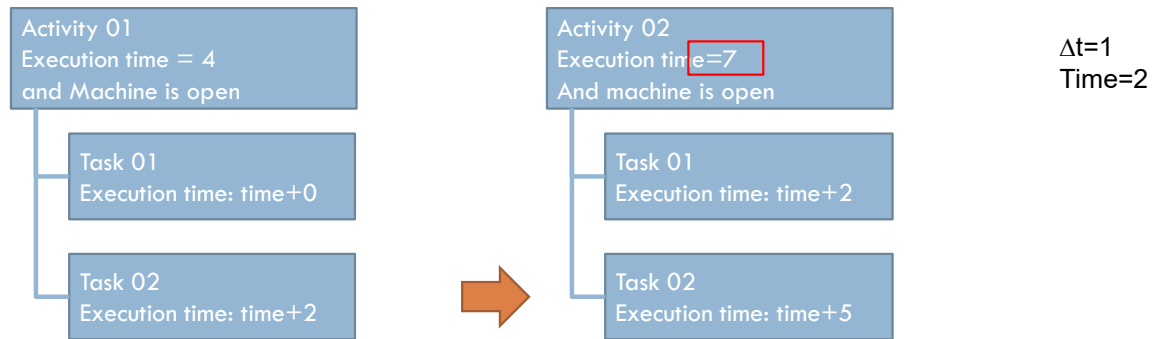 Activity 01
Execution time = 4
and Machine is open
Task 01
Execution time: time+0
Task 02
Execution time: time+2
Activity 02
Execution time=7
And machine is open
Task 01
Execution time: time+2
Task 02
Execution time: time+5
Δt=1
Time=2